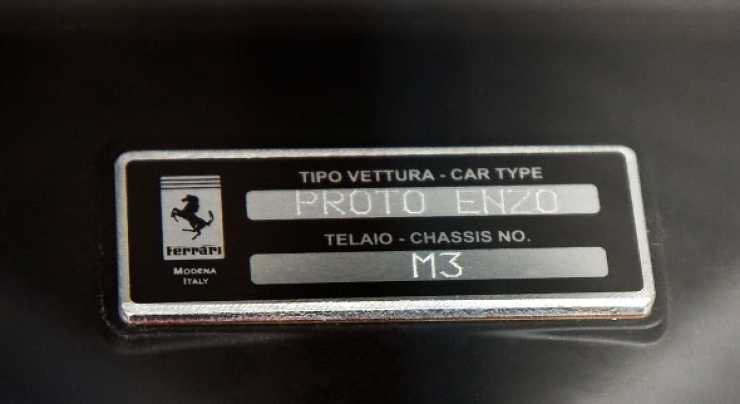 TIPO VETTURA - CAR TYPE
PROTO ENZO
TELAIO - CHASSIS NO.
M3
Ferrari
MODENA
ITALY